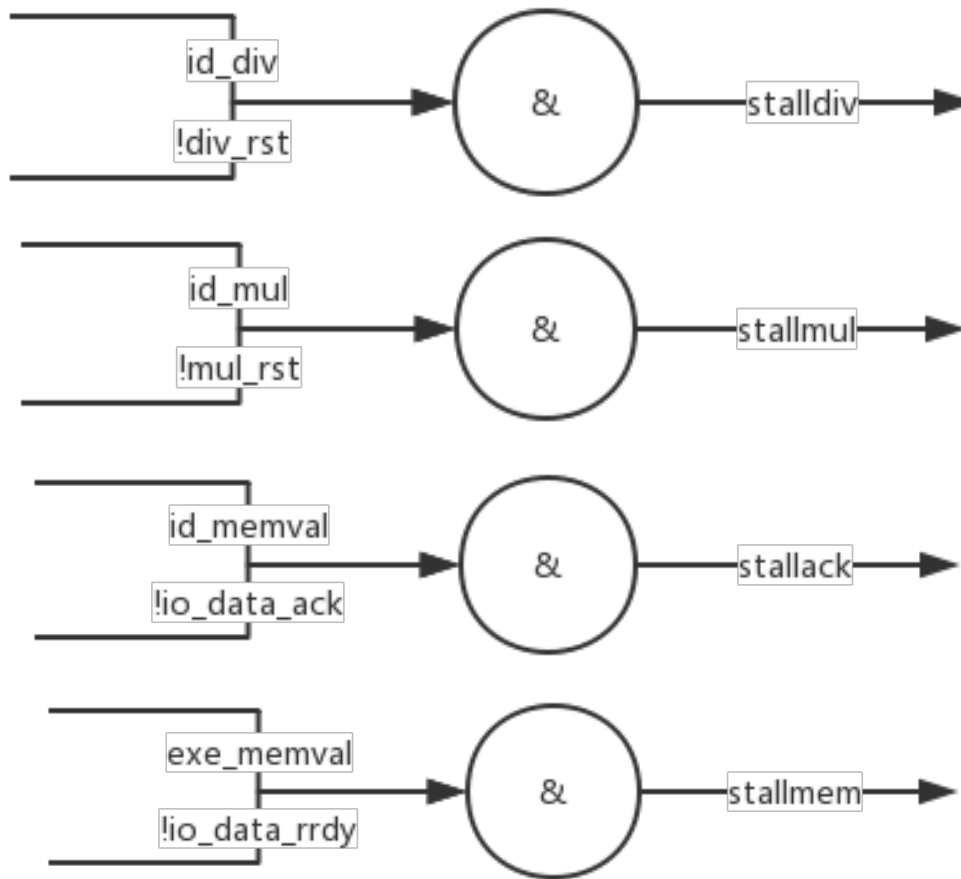 id_div
!div_rst
&
stalldiv
id_mul
!mul_rst
&
stallmul
id_memval
!io_data_ack
&
stallack
exe_memval
!io_data_rrdy
&
stallmem